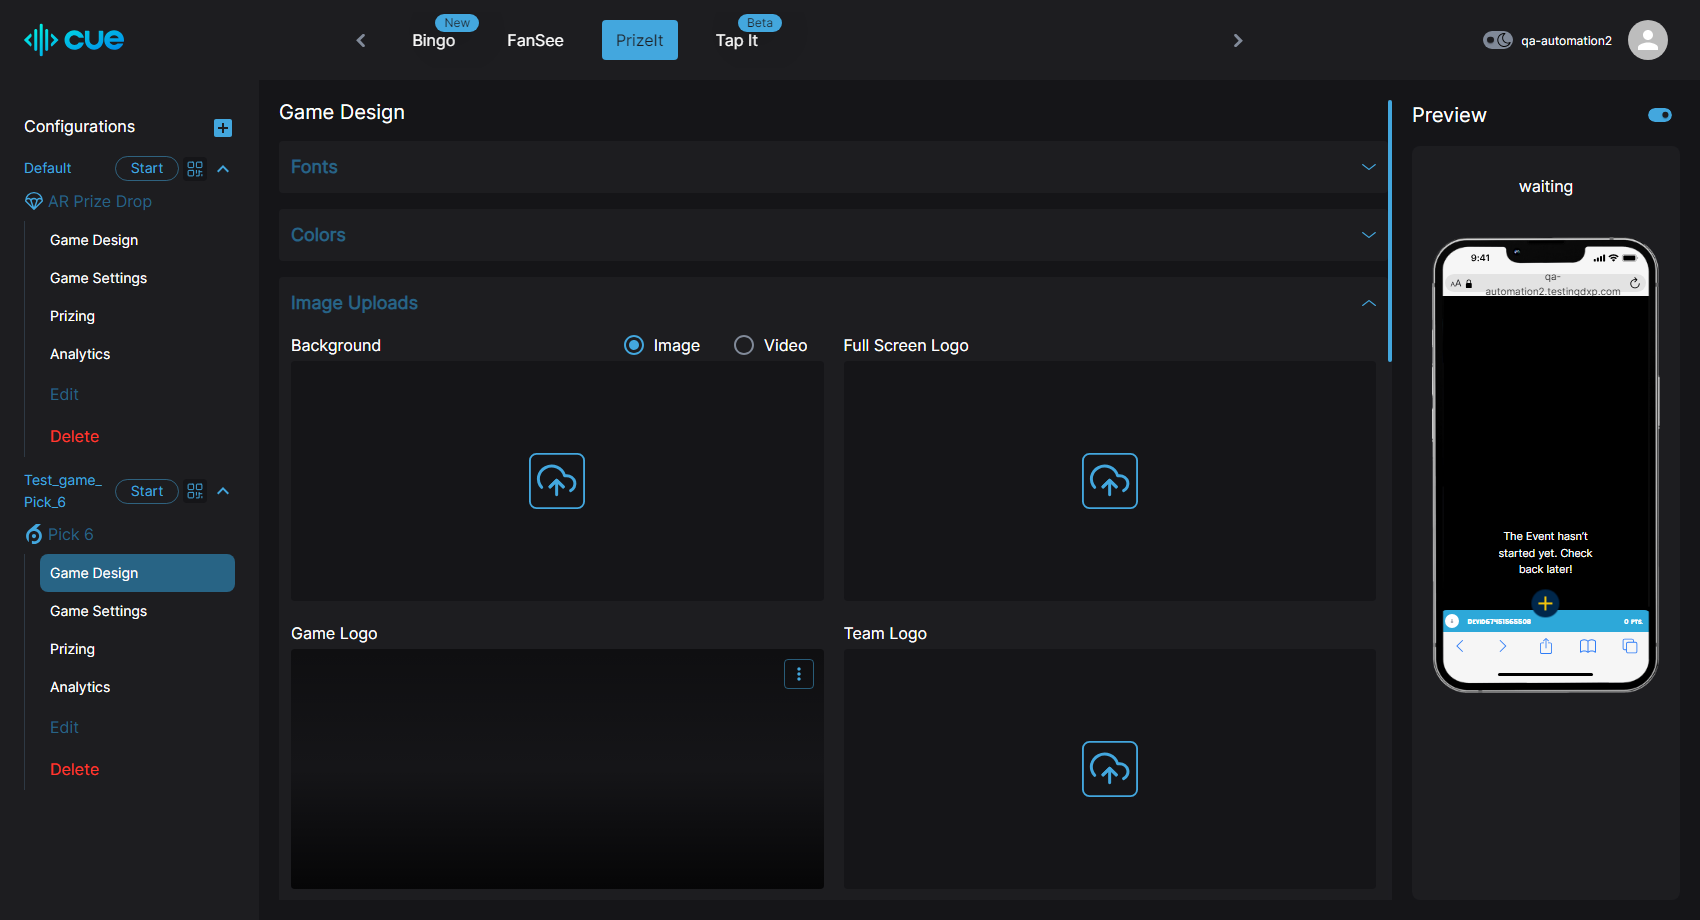 cue
New
Bingo
FanSee
PrizeIt
Beta
Tap It
qa-automation2
Configurations
Default
Start
AR Prize Drop
Game Design
Game Settings
Prizing
Analytics
Edit
Delete
Test_game_
Pick_6
Start
Pick 6
Game Design
Game Settings
Prizing
Analytics
Edit
Delete
Game Design
Fonts
Colors
Image Uploads
Background
Image
Video
Full Screen Logo
Game Logo
Team Logo
Preview
waiting
9:41
qa-
AA
automation2.testingdxp.com
The Event hasn't
started yet. Check
back later!
0 PTS.